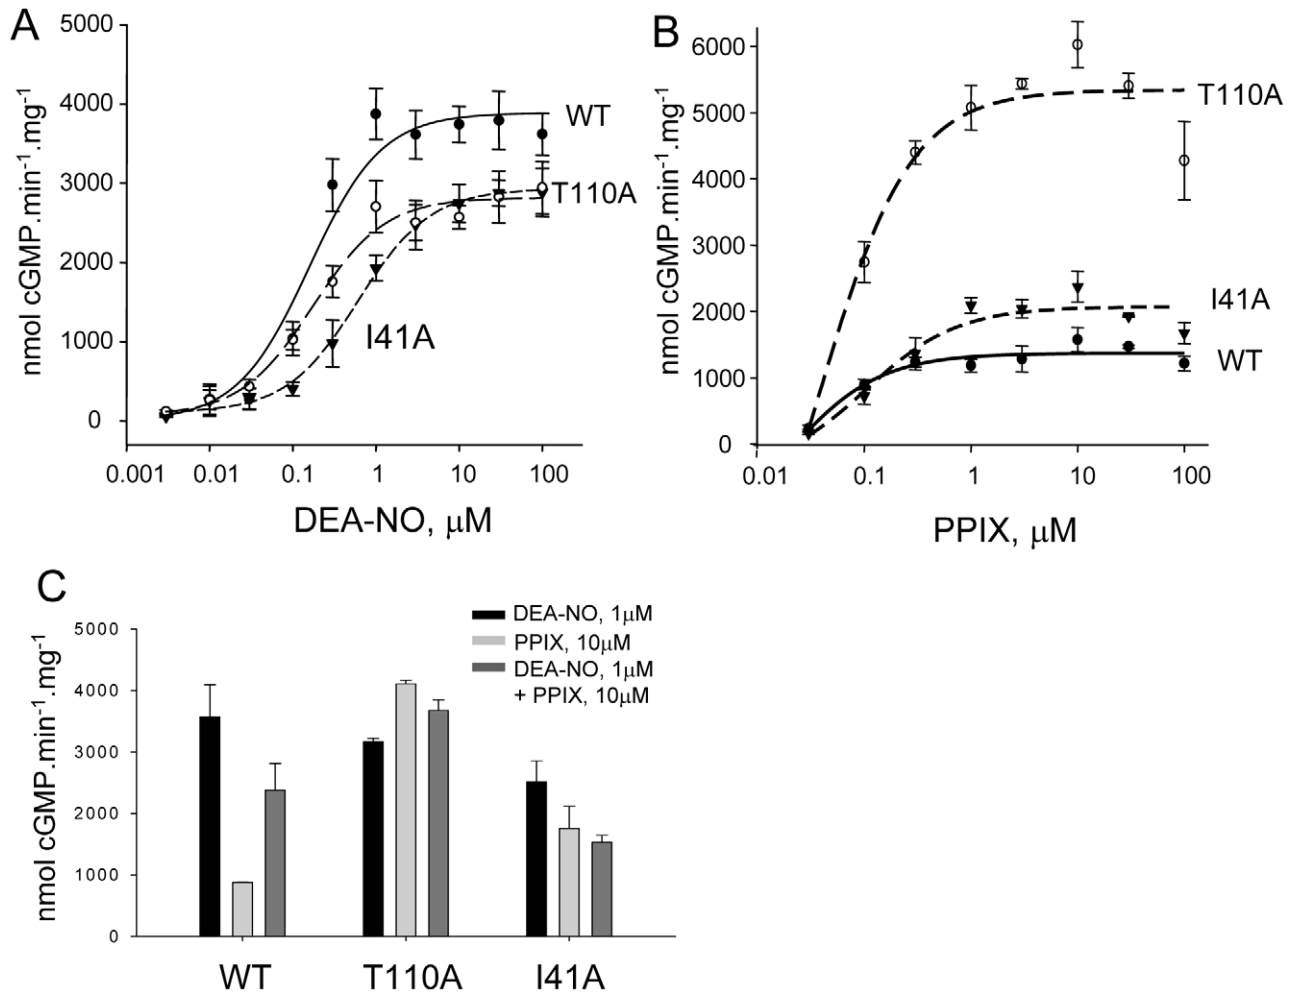 A
nmol cGMP.min⁻¹.mg⁻¹
5000
4000
3000
2000
1000
0
WT
T110A
I41A
0.001 0.01 0.1 1 10 100
DEA-NO, μM
B
nmol cGMP.min⁻¹.mg⁻¹
6000
5000
4000
3000
2000
1000
0
T110A
I41A
WT
0.01 0.1 1 10 100
PPIX, μM
C
nmol cGMP.min⁻¹.mg⁻¹
DEA-NO, 1μM
PPIX, 10μM
DEA-NO, 1μM
+ PPIX, 10μM
5000
4000
3000
2000
1000
0
WT T110A I41A